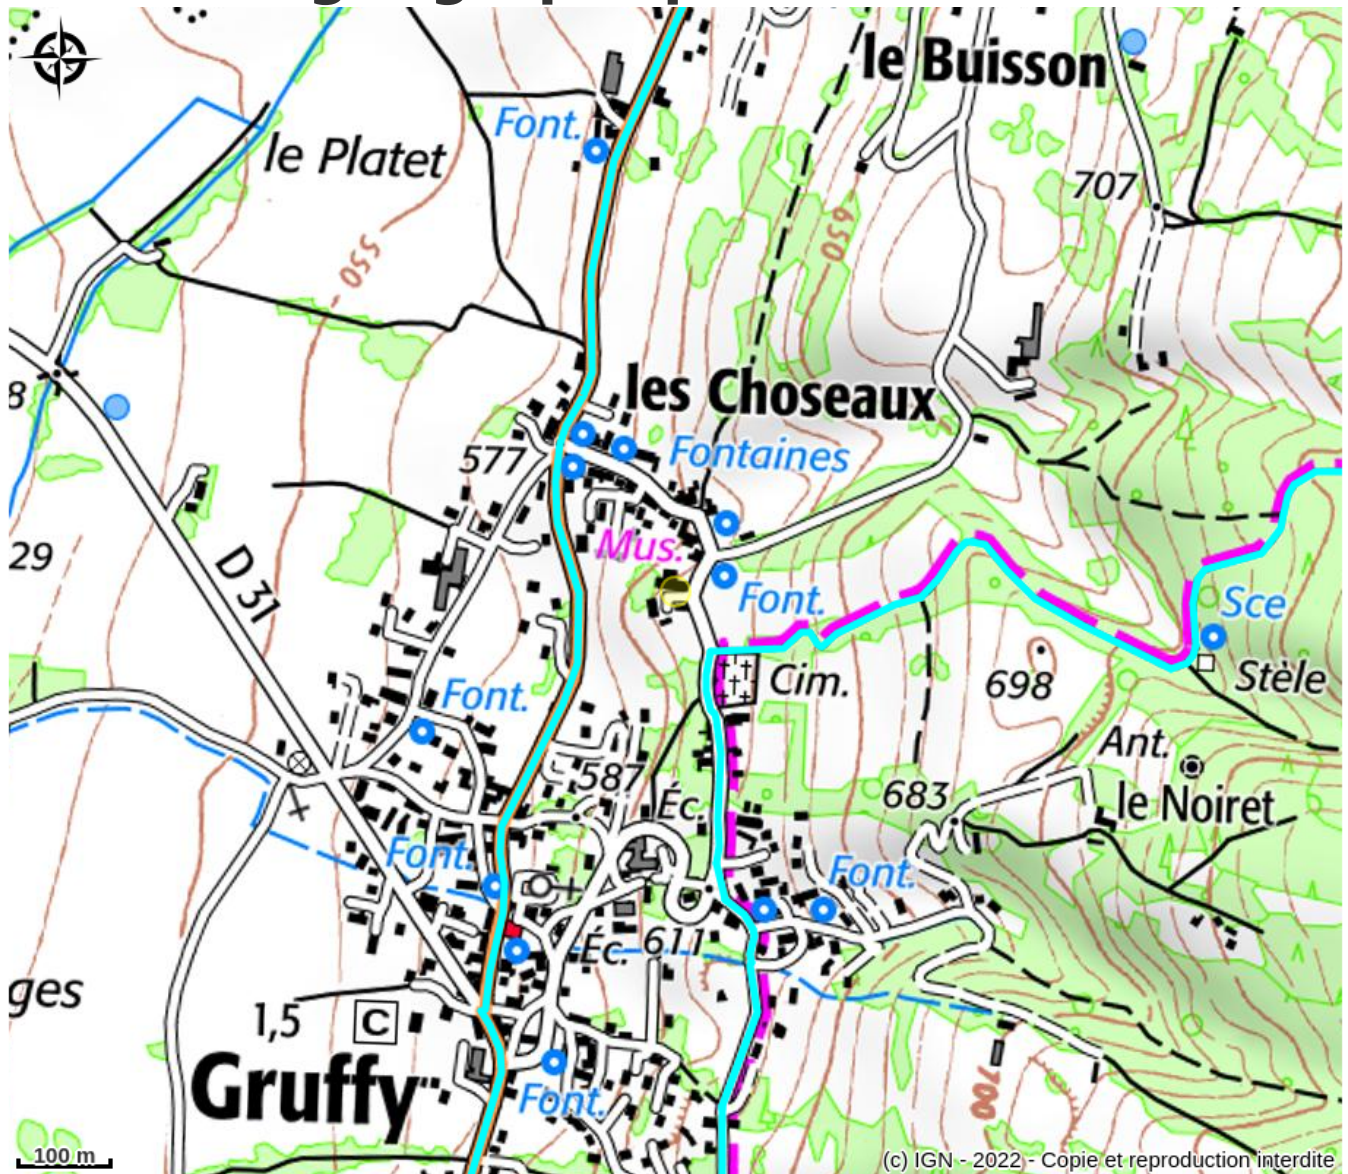 le Buisson
Font.
le Platet
707
650
550
8
les Choseaux
577
Fontaines
29
Mus.
D 31
Font.
Sce
Cim.
698
Stèle
Font.
Ant.
587
Éc.
683
le Noiret
Font.
Font.
Éc.
611
ges
1,5
C
Gruffy
Font.
700
100 m
(c) IGN - 2022 - Copie et reproduction interdite